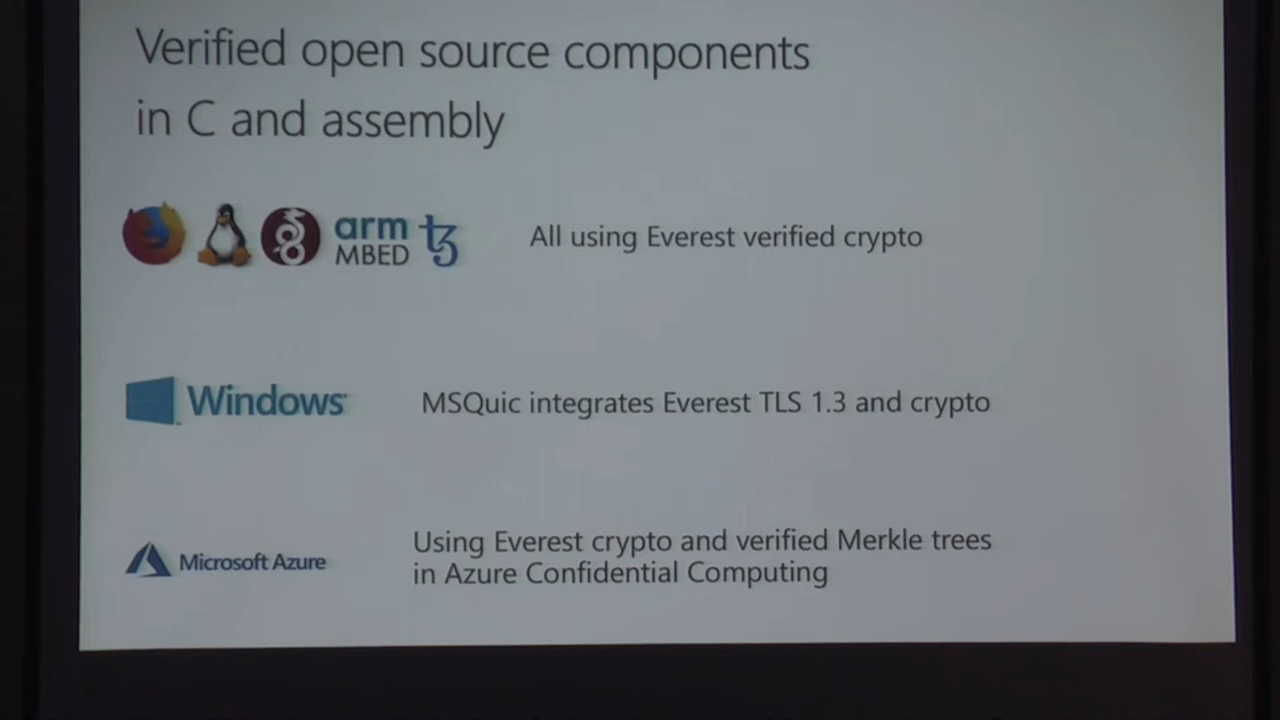 Verified open source components
in C and assembly
arm
MBED
All using Everest verified crypto
Windows
MSQuic integrates Everest TLS 1.3 and crypto
Microsoft Azure
Using Everest crypto and verified Merkle trees
in Azure Confidential Computing